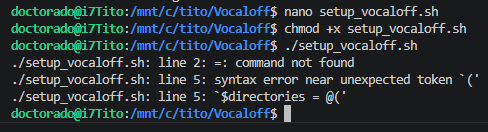 doctorado@i7Tito:/mnt/c/tito/Vocaloff$ nano setup_vocaloff.sh
doctorado@i7Tito:/mnt/c/tito/Vocaloff$ chmod +x setup_vocaloff.sh
doctorado@i7Tito:/mnt/c/tito/Vocaloff$ ./setup_vocaloff.sh
./setup_vocaloff.sh: line 2: =: command not found
./setup_vocaloff.sh: line 5: syntax error near unexpected token `('
./setup_vocaloff.sh: line 5: `$directories = @('
doctorado@i7Tito:/mnt/c/tito/Vocaloff$